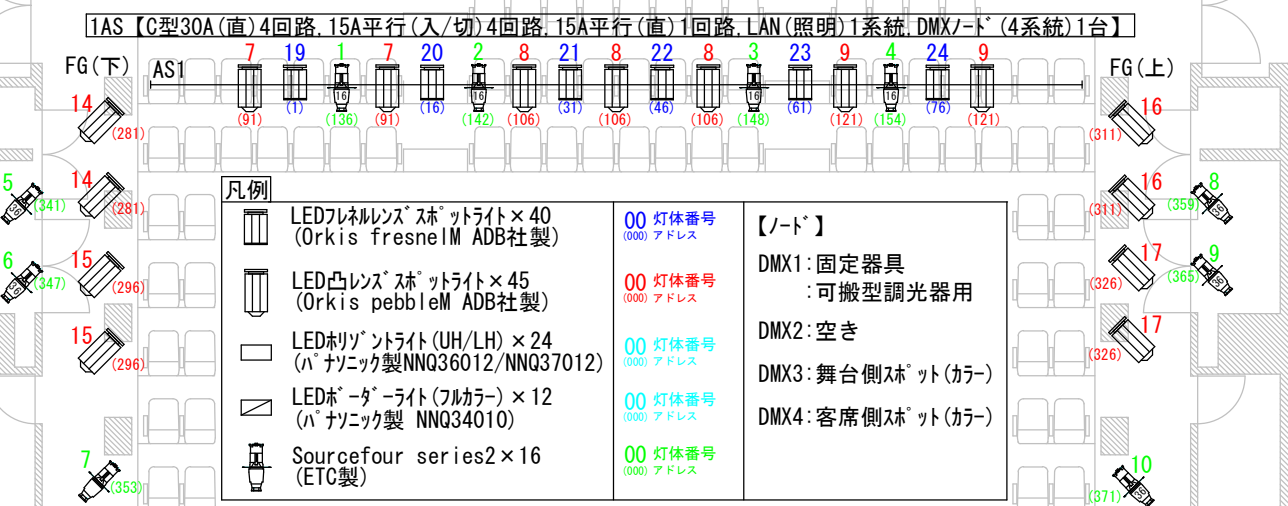 1AS【C型30A(直)4回路.15A平行(入/切)4回路.15A平行(直)1回路.LAN(照明)1系統.DMXﾉｰﾄﾞ(4系統)1台】
FG(下) AS1 7 19 1 7 20 2 8 21 8 22 8 3 23 9 4 24 9 FG(上)
16 16 16 16
(91) (1) (136) (91) (16) (142) (106) (31) (106) (46) (106) (148) (61) (121) (154) (76) (121)
14 (281)
16 (311)
5 36 (341) 14 (281)
16 (311) 8 36 (359)
6 36 (347) 15 (296)
17 (326) 9 36 (365)
15 (296)
17 (326)
7 (353)
10 36 (371)
凡例
LEDﾌﾚﾈﾙﾚﾝｽﾞｽﾎﾟｯﾄﾗｲﾄ×40
(Orkis fresnelM ADB社製)
00 灯体番号
(000) アドレス
LED凸ﾚﾝｽﾞｽﾎﾟｯﾄﾗｲﾄ×45
(Orkis pebbleM ADB社製)
00 灯体番号
(000) アドレス
LEDﾎﾘｿﾞﾝﾄﾗｲﾄ(UH/LH)×24
(ﾊﾟﾅｿﾆｯｸ製NNQ36012/NNQ37012)
00 灯体番号
(000) アドレス
LEDﾎﾞｰﾀﾞｰﾗｲﾄ(ﾌﾙｶﾗｰ)×12
(ﾊﾟﾅｿﾆｯｸ製 NNQ34010)
00 灯体番号
(000) アドレス
Sourcefour series2×16
(ETC製)
00 灯体番号
(000) アドレス
【ﾉｰﾄﾞ】
DMX1:固定器具
:可搬型調光器用
DMX2:空き
DMX3:舞台側ｽﾎﾟｯﾄ(ｶﾗｰ)
DMX4:客席側ｽﾎﾟｯﾄ(ｶﾗｰ)